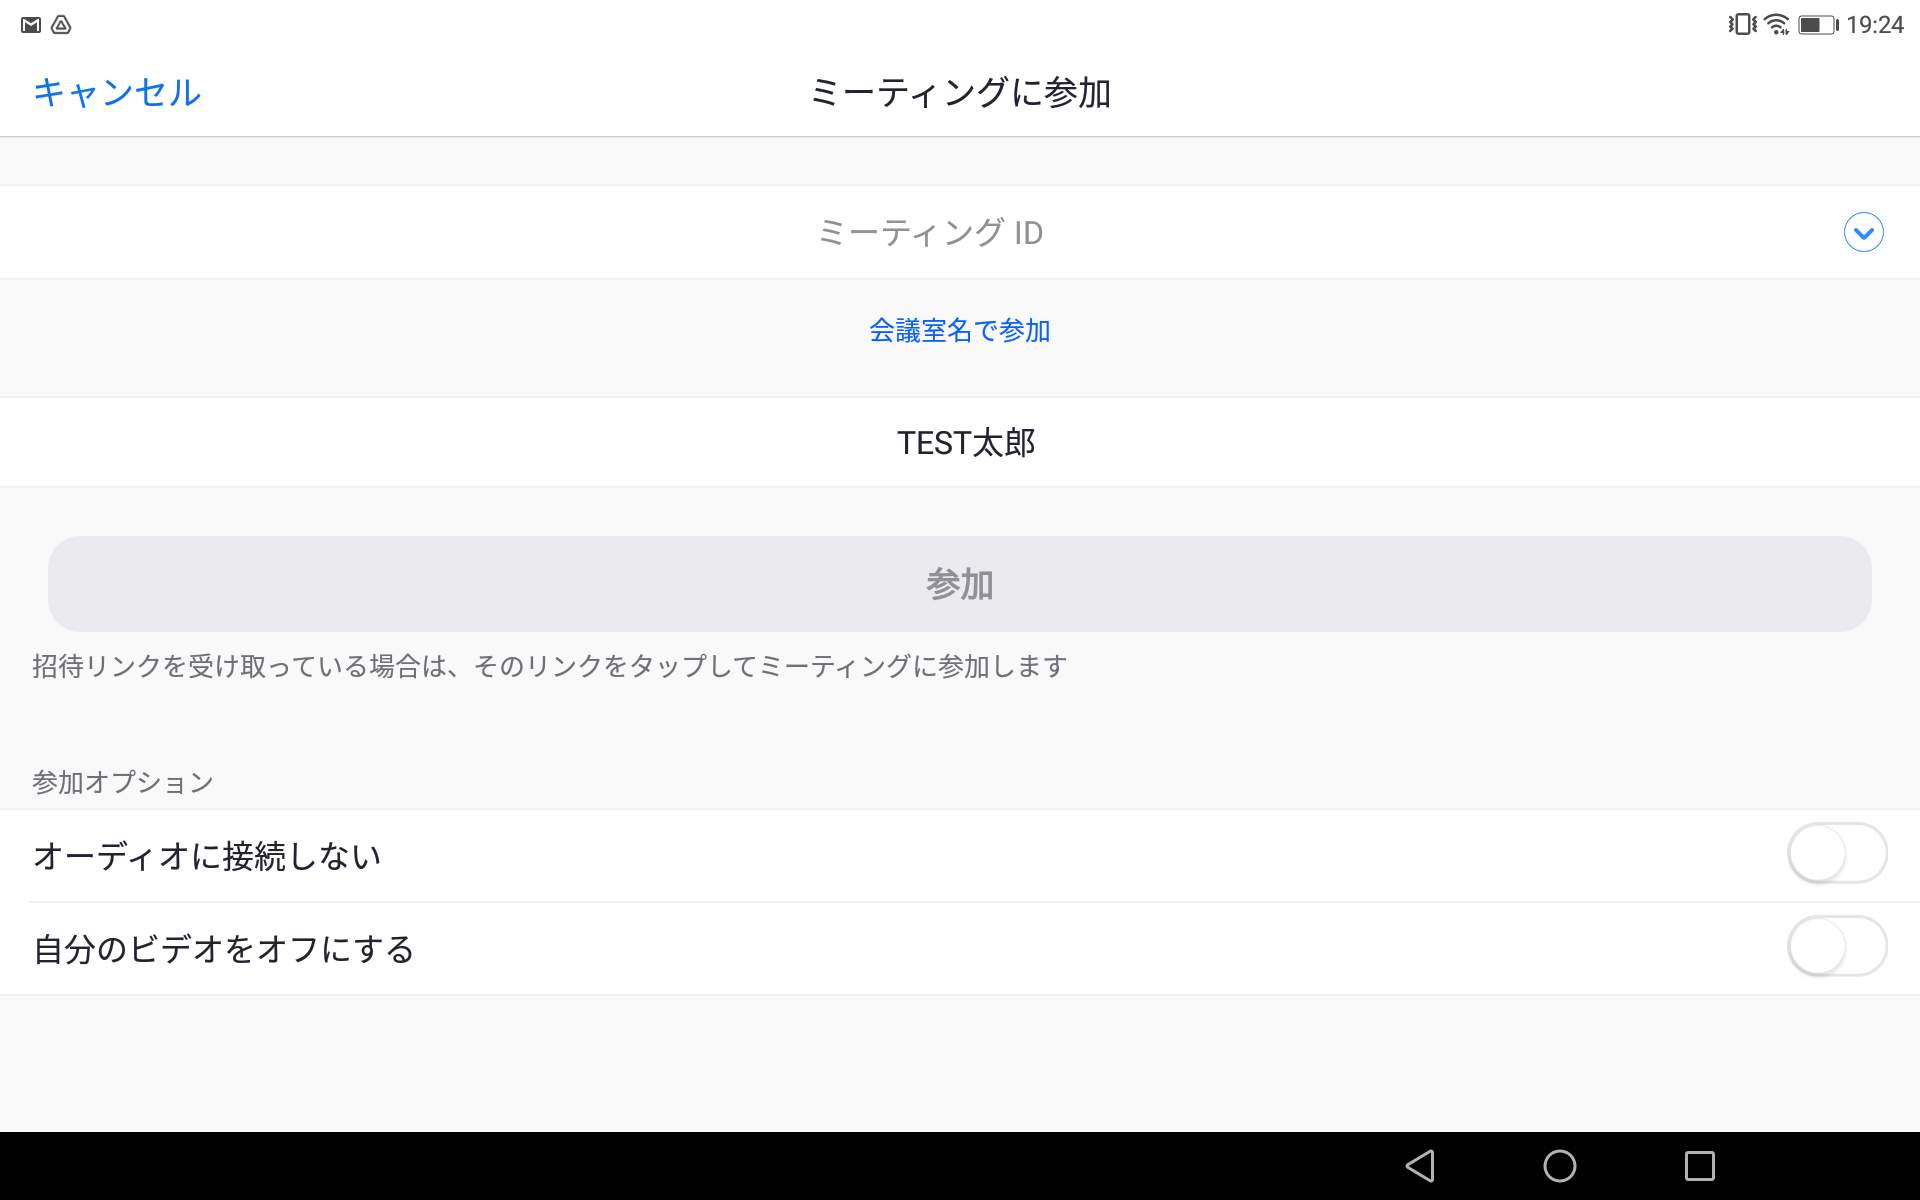 19:24
キャンセル
ミーティングに参加
ミーティング ID
会議室名で参加
TEST太郎
参加
招待リンクを受け取っている場合は、そのリンクをタップしてミーティングに参加します
参加オプション
オーディオに接続しない
自分のビデオをオフにする